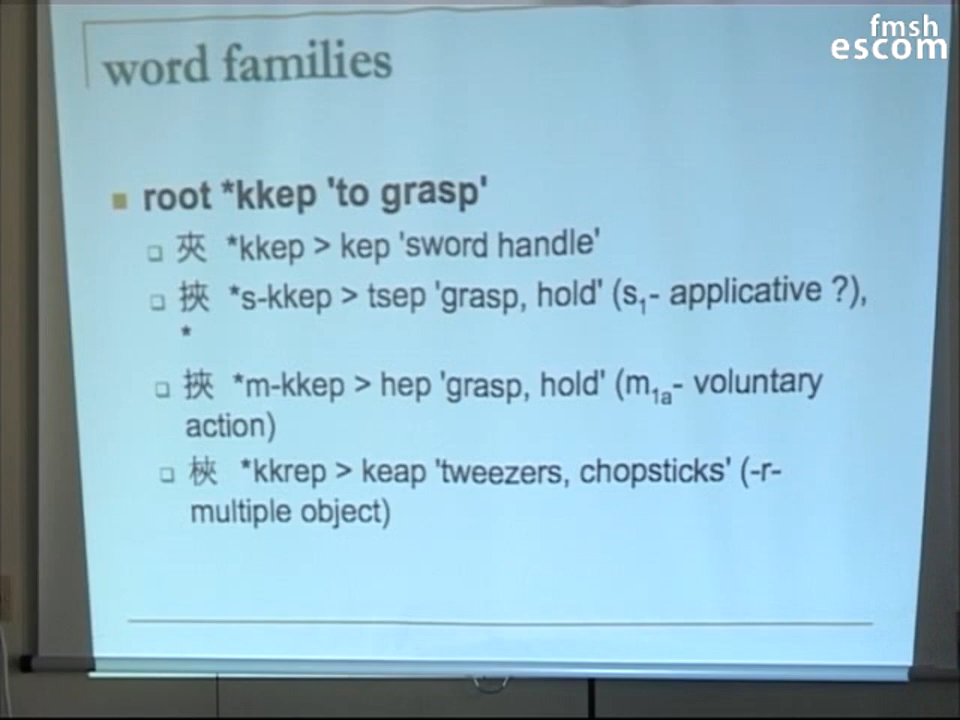 fmsh
escom
word families
root *kkep 'to grasp'
夾 *kkep > kep 'sword handle'
挾 *s-kkep > tsep 'grasp, hold' (s1- applicative ?),
*
挾 *m-kkep > hep 'grasp, hold' (m1a- voluntary
action)
梜 *kkrep > keap 'tweezers, chopsticks' (-r-
multiple object)